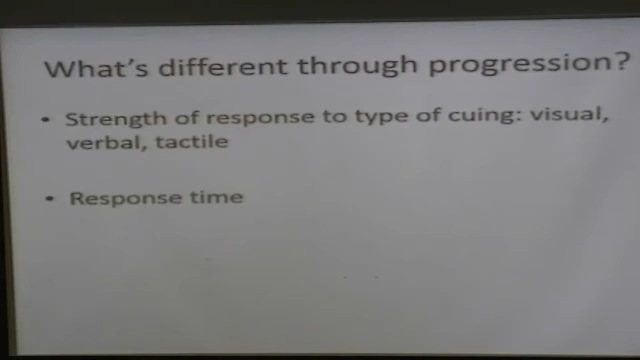 What's different through progression?
• Strength of response to type of cuing: visual,
verbal, tactile
• Response time